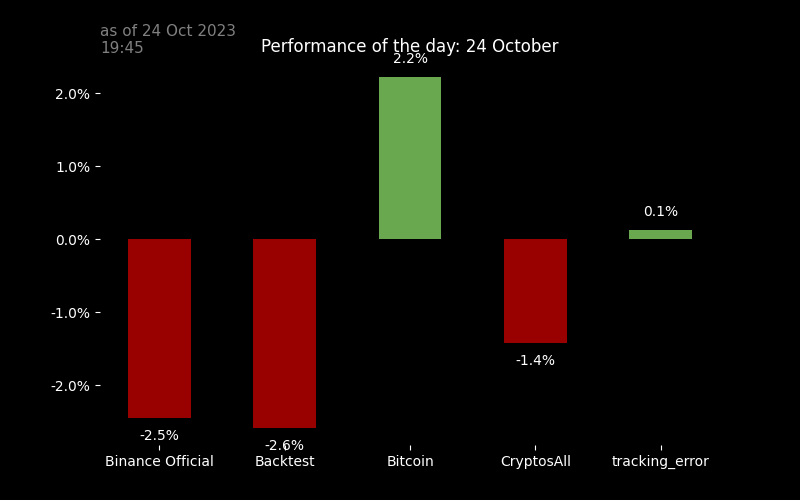 as of 24 Oct 2023
19:45
Performance of the day: 24 October
2.2%
2.0%
1.0%
0.1%
0.0%
-1.0%
-1.4%
-2.0%
-2.5%
-2.6%
Binance Official
Backtest
Bitcoin
CryptosAll
tracking_error